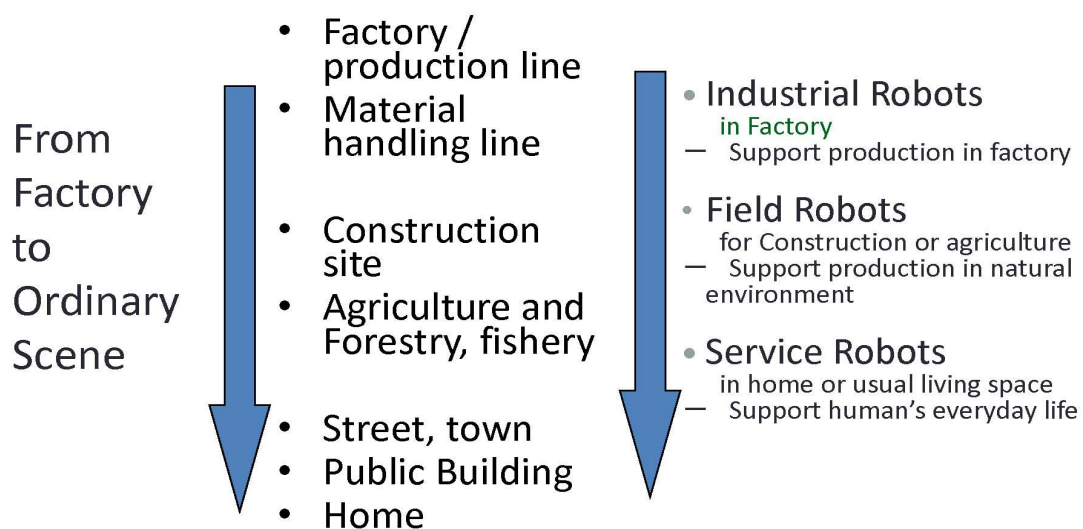 From
Factory
to
Ordinary
Scene
• Factory /
production line
• Material
handling line
• Construction
site
• Agriculture and
Forestry, fishery
• Street, town
• Public Building
• Home
• Industrial Robots
in Factory
— Support production in factory
• Field Robots
for Construction or agriculture
— Support production in natural
environment
• Service Robots
in home or usual living space
— Support human’s everyday life